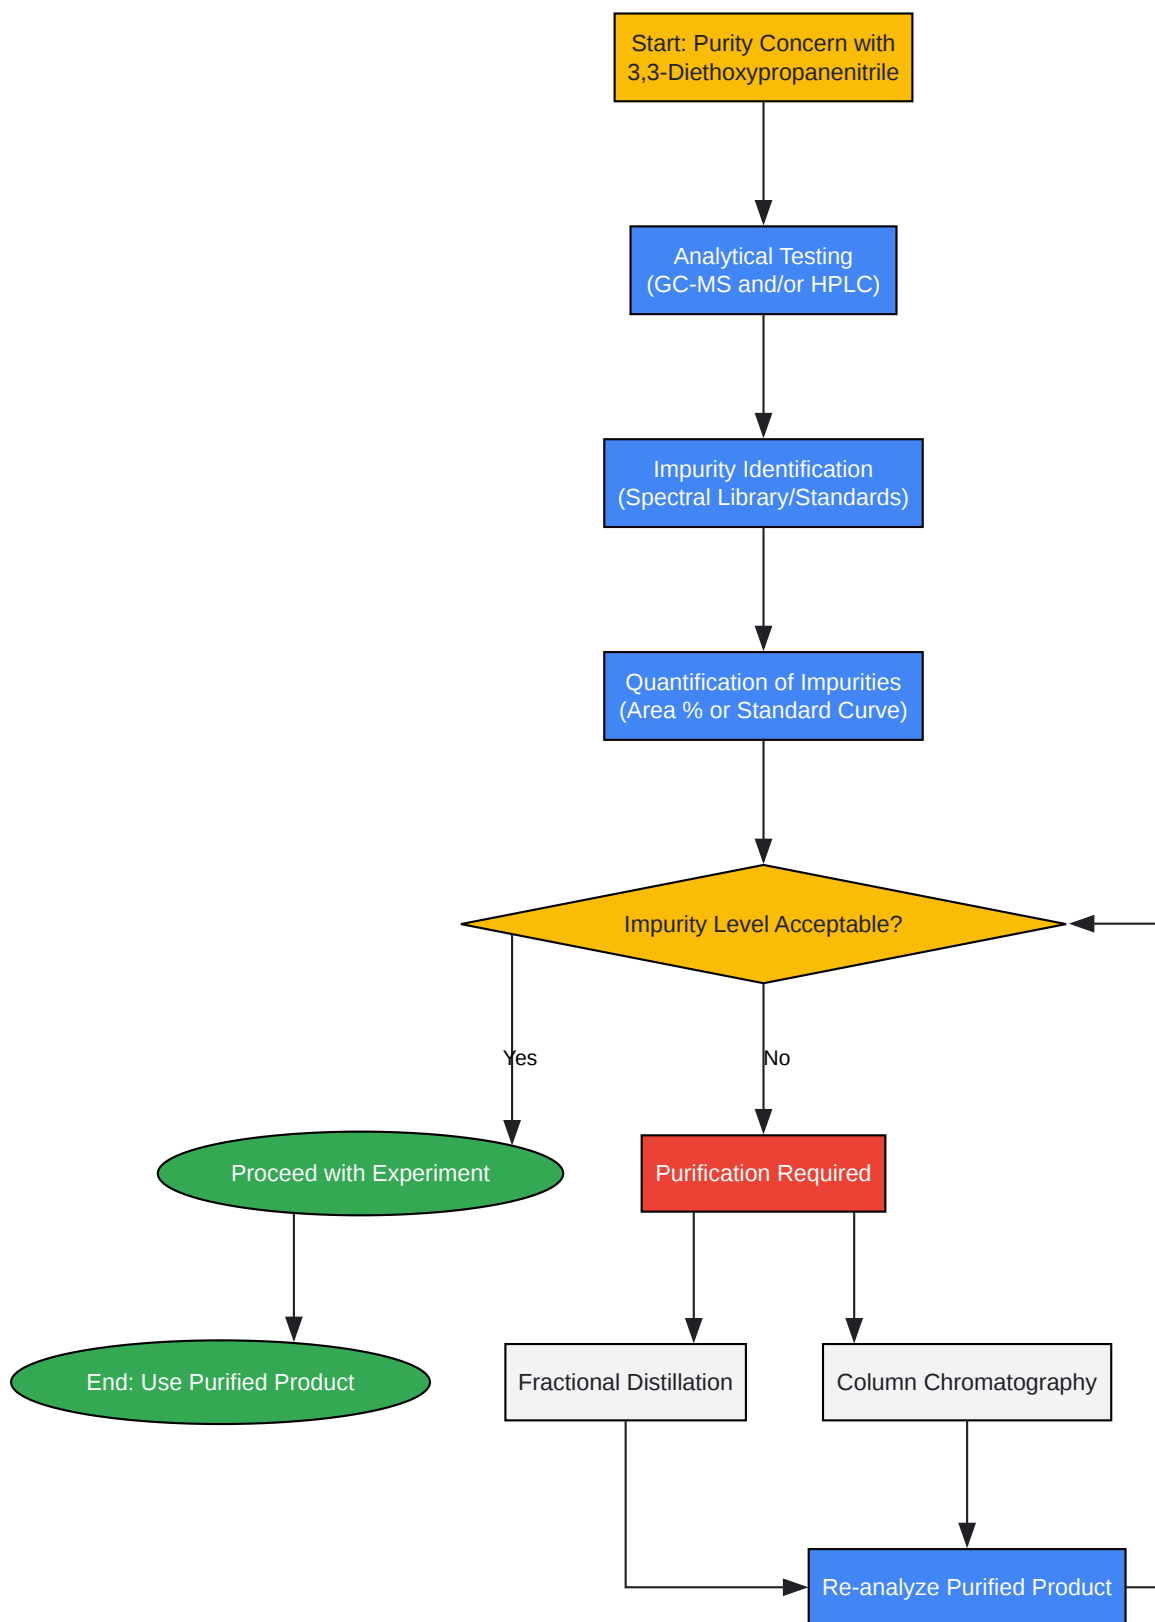 Start: Purity Concern with
3,3-Diethoxypropanenitrile
Analytical Testing
(GC-MS and/or HPLC)
Impurity Identification
(Spectral Library/Standards)
Quantification of Impurities
(Area % or Standard Curve)
Impurity Level Acceptable?
Yes
No
Proceed with Experiment
Purification Required
End: Use Purified Product
Fractional Distillation
Column Chromatography
Re-analyze Purified Product